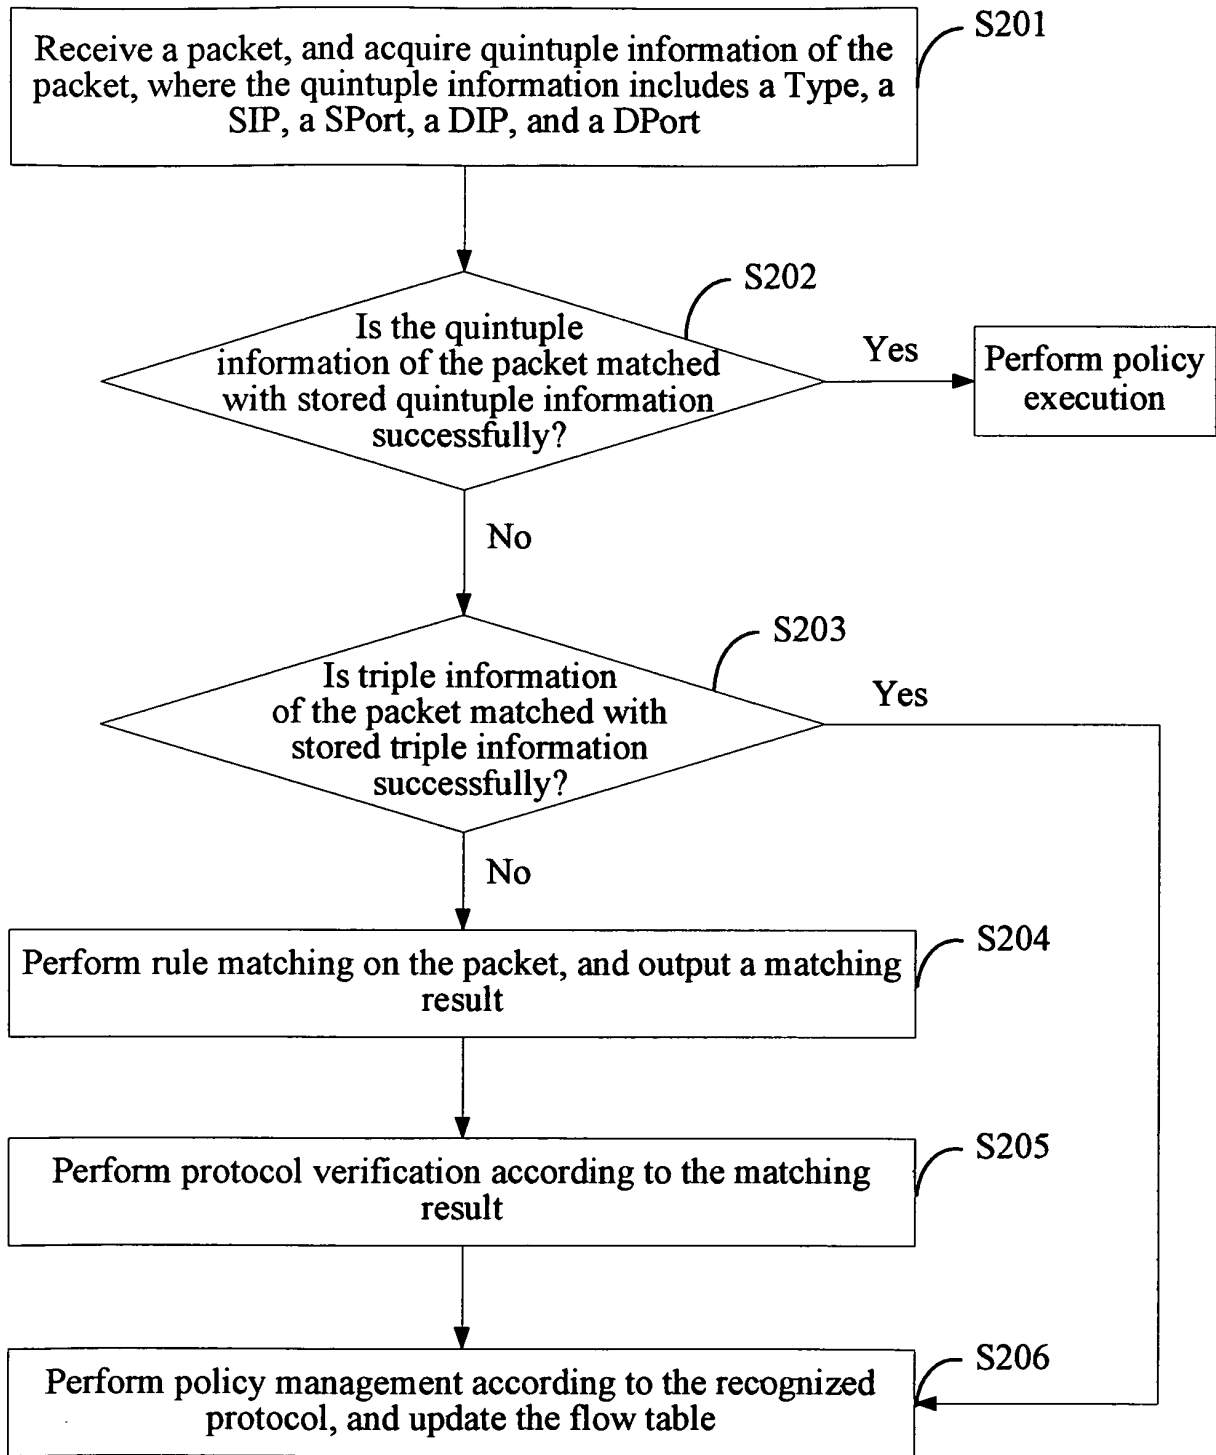 S201
Receive a packet, and acquire quintuple information of the
packet, where the quintuple information includes a Type, a
SIP, a SPort, a DIP, and a DPort
S202
Is the quintuple
information of the packet matched
with stored quintuple information
successfully?
Yes
Perform policy
execution
No
S203
Is triple information
of the packet matched with
stored triple information
successfully?
Yes
No
S204
Perform rule matching on the packet, and output a matching
result
S205
Perform protocol verification according to the matching
result
S206
Perform policy management according to the recognized
protocol, and update the flow table